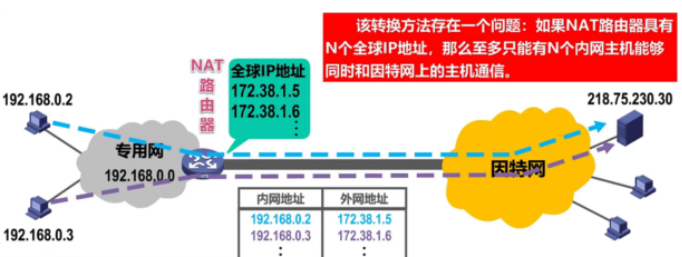 该转换方法存在一个问题：如果NAT路由器具有
N个全球IP地址，那么至多只能有N个内网主机能够
同时和因特网上的主机通信。
NAT
路
由
器
全球IP地址
172.38.1.5
172.38.1.6
⋮
192.168.0.2
218.75.230.30
专用网
192.168.0.0
因特网
192.168.0.3
内网地址 外网地址
192.168.0.2 172.38.1.5
192.168.0.3 172.38.1.6
⋮ ⋮